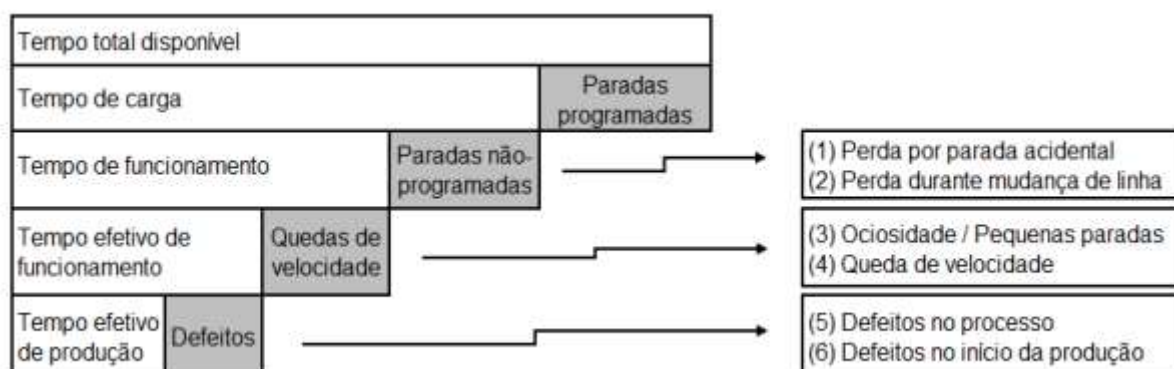 Tempo total disponível
Tempo de carga
Paradas
programadas
Tempo de funcionamento
Paradas não-
programadas
(1) Perda por parada acidental
(2) Perda durante mudança de linha
Tempo efetivo de
funcionamento
Quedas de
velocidade
(3) Ociosidade / Pequenas paradas
(4) Queda de velocidade
Tempo efetivo
de produção
Defeitos
(5) Defeitos no processo
(6) Defeitos no início da produção